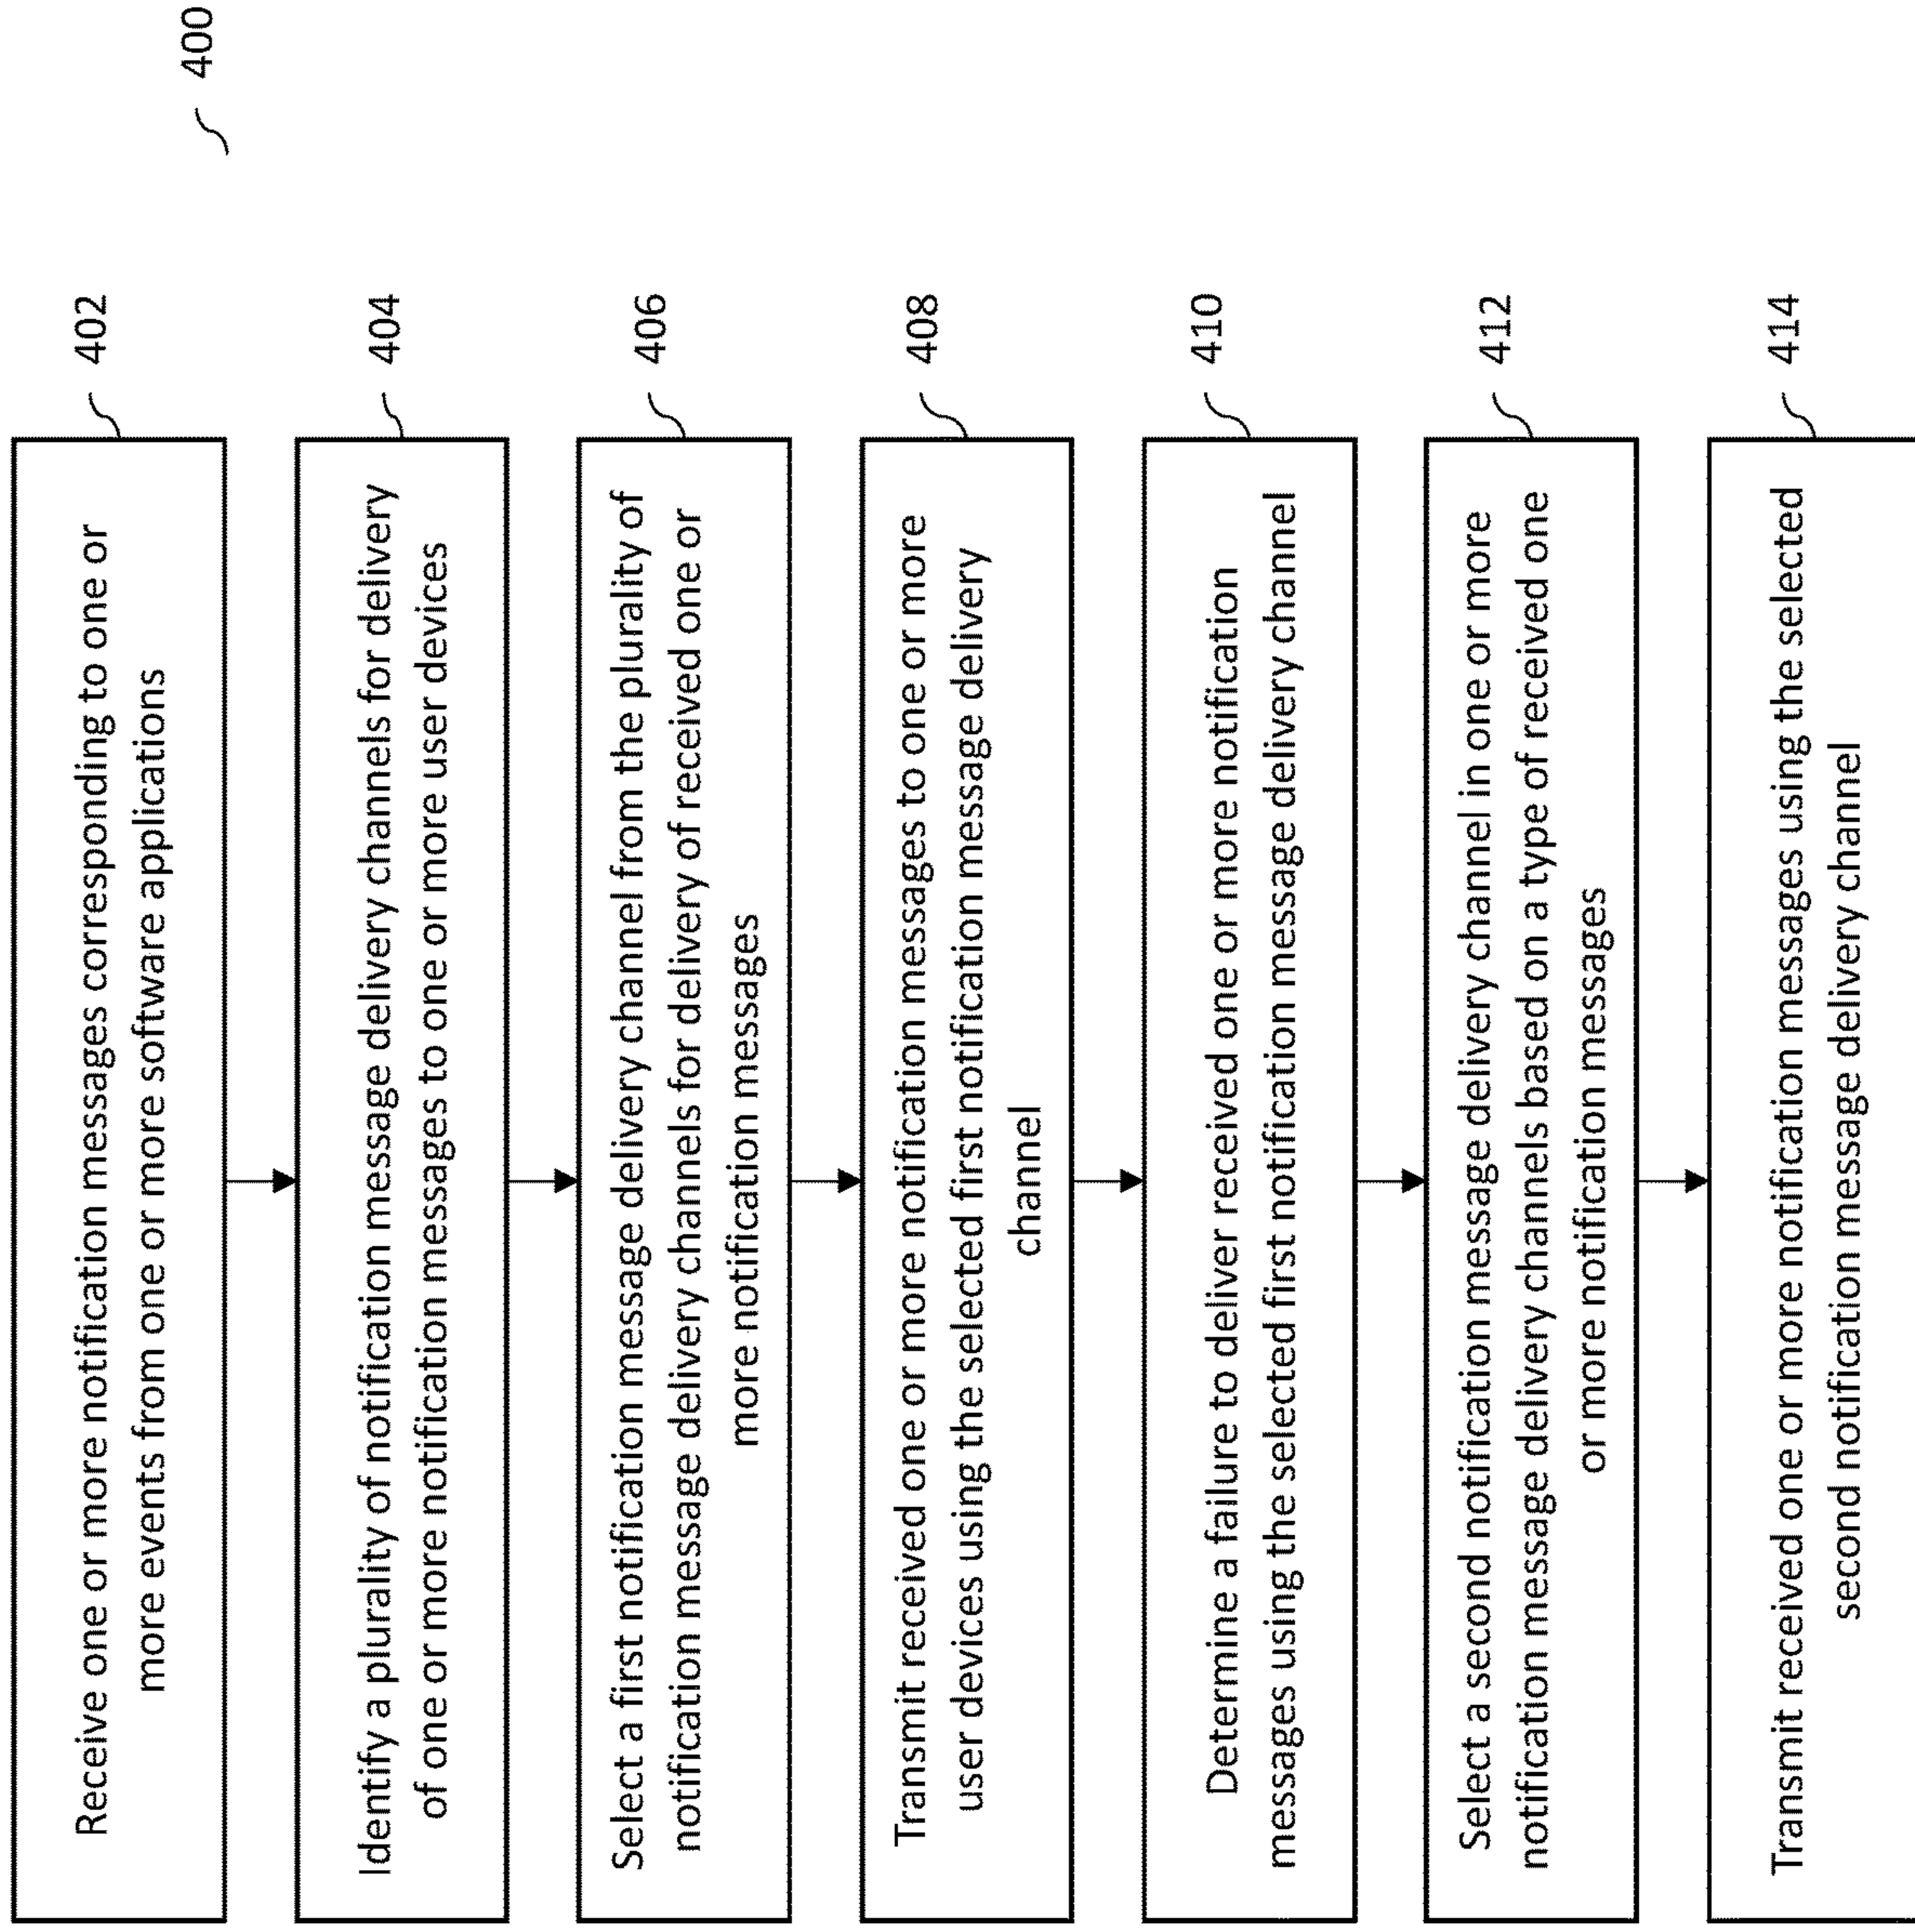 400
402
Receive one or more notification messages corresponding to one or
more events from one or more software applications
404
Identify a plurality of notification message delivery channels for delivery
of one or more notification messages to one or more user devices
406
Select a first notification message delivery channel from the plurality of
notification message delivery channels for delivery of received one or
more notification messages
408
Transmit received one or more notification messages to one or more
user devices using the selected first notification message delivery
channel
410
Determine a failure to deliver received one or more notification
messages using the selected first notification message delivery channel
412
Select a second notification message delivery channel in one or more
notification message delivery channels based on a type of received one
or more notification messages
414
Transmit received one or more notification messages using the selected
second notification message delivery channel